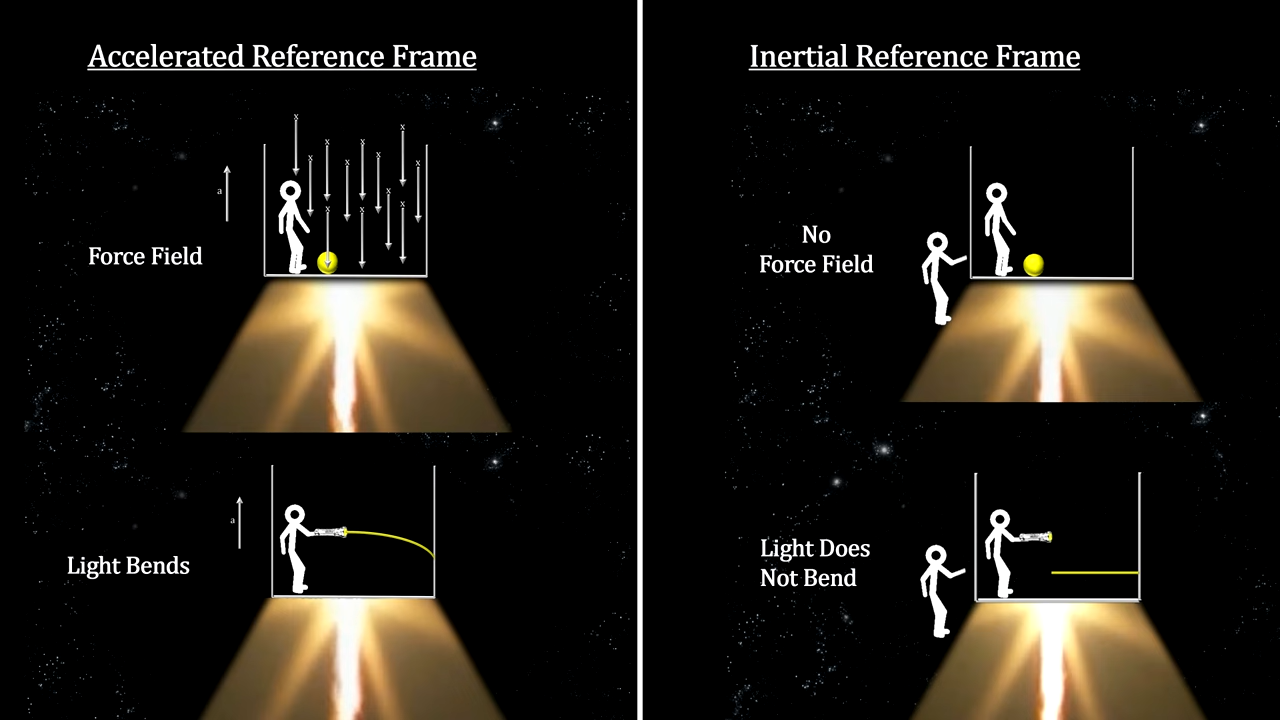 Accelerated Reference Frame
x
x
x
x
x
x
x
x
x
a
x
x
x
x
Force Field
a
Light Bends
Inertial Reference Frame
No
Force Field
Light Does
Not Bend